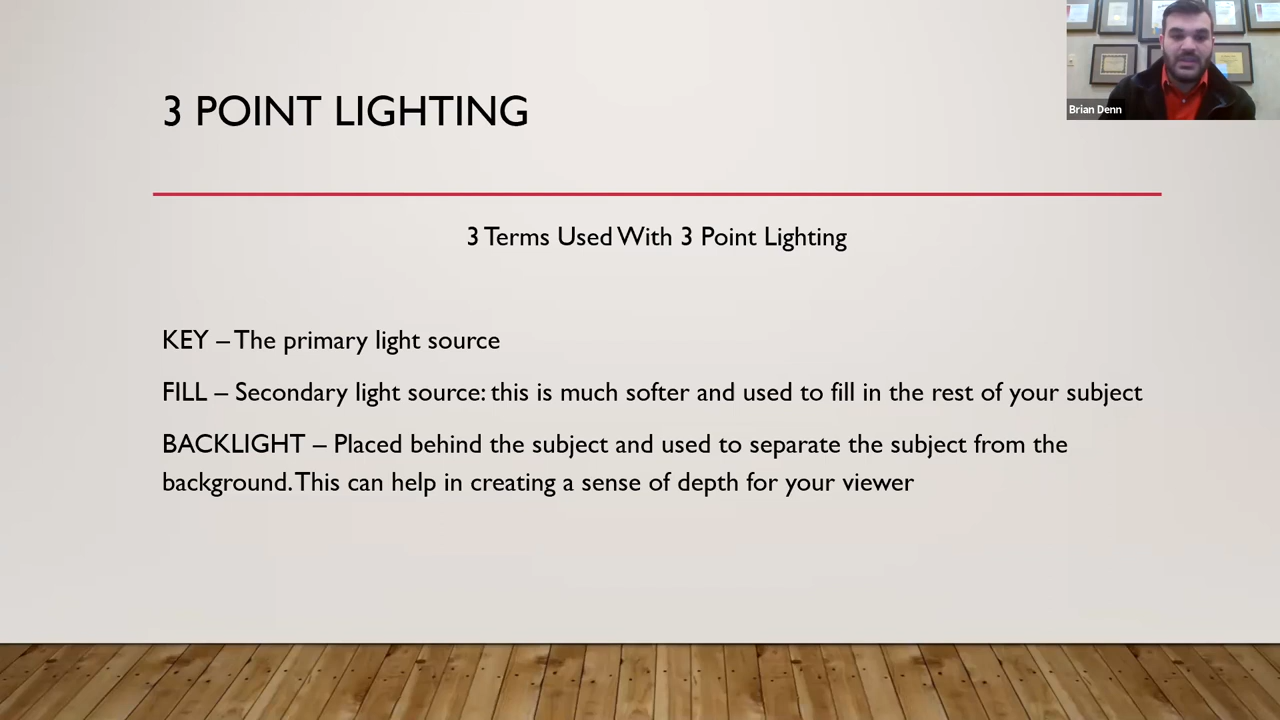 3 POINT LIGHTING
Brian Denn
3 Terms Used With 3 Point Lighting
KEY – The primary light source
FILL – Secondary light source: this is much softer and used to fill in the rest of your subject
BACKLIGHT – Placed behind the subject and used to separate the subject from the
background. This can help in creating a sense of depth for your viewer